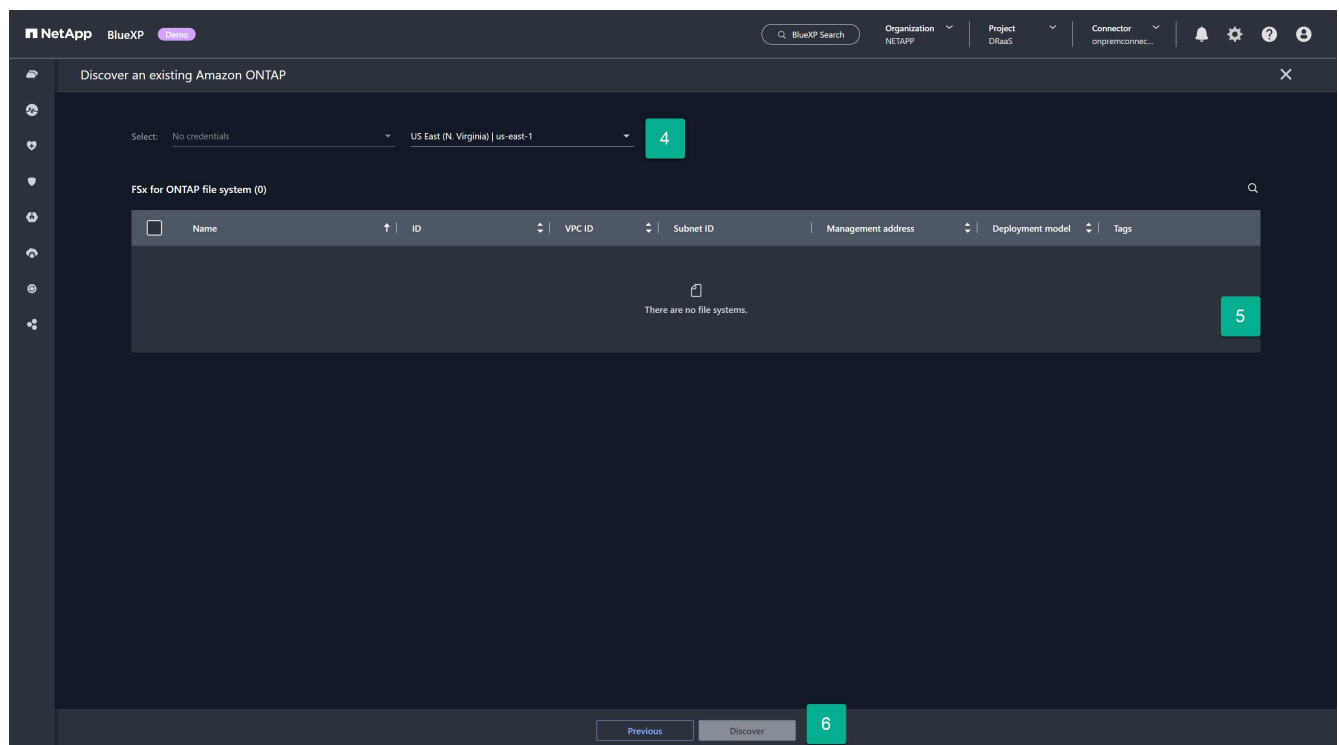 NetApp BlueXP Demo
BlueXP Search
Organization
NETAPP
Project
DRaaS
Connector
onpremconnec...
Discover an existing Amazon ONTAP
Select: No credentials
US East (N. Virginia) | us-east-1
4
FSx for ONTAP file system (0)
Name
ID
VPC ID
Subnet ID
Management address
Deployment model
Tags
There are no file systems.
5
Previous
Discover
6